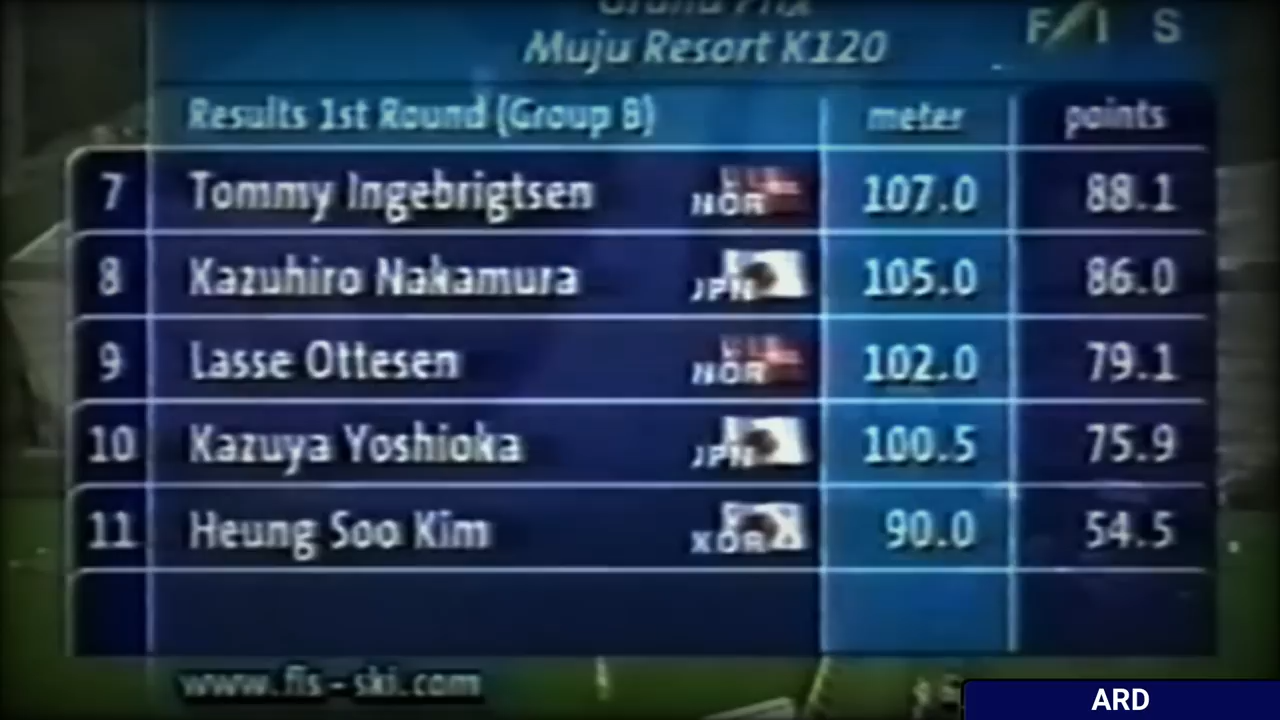 Grand Prix
F I S
Muju Resort K120
Results 1st Round (Group B) meter points
7 Tommy Ingebrigtsen NOR 107.0 88.1
8 Kazuhiro Nakamura JPN 105.0 86.0
9 Lasse Ottesen NOR 102.0 79.1
10 Kazuya Yoshioka JPN 100.5 75.9
11 Heung Soo Kim KOR 90.0 54.5
www.fis-ski.com
ARD